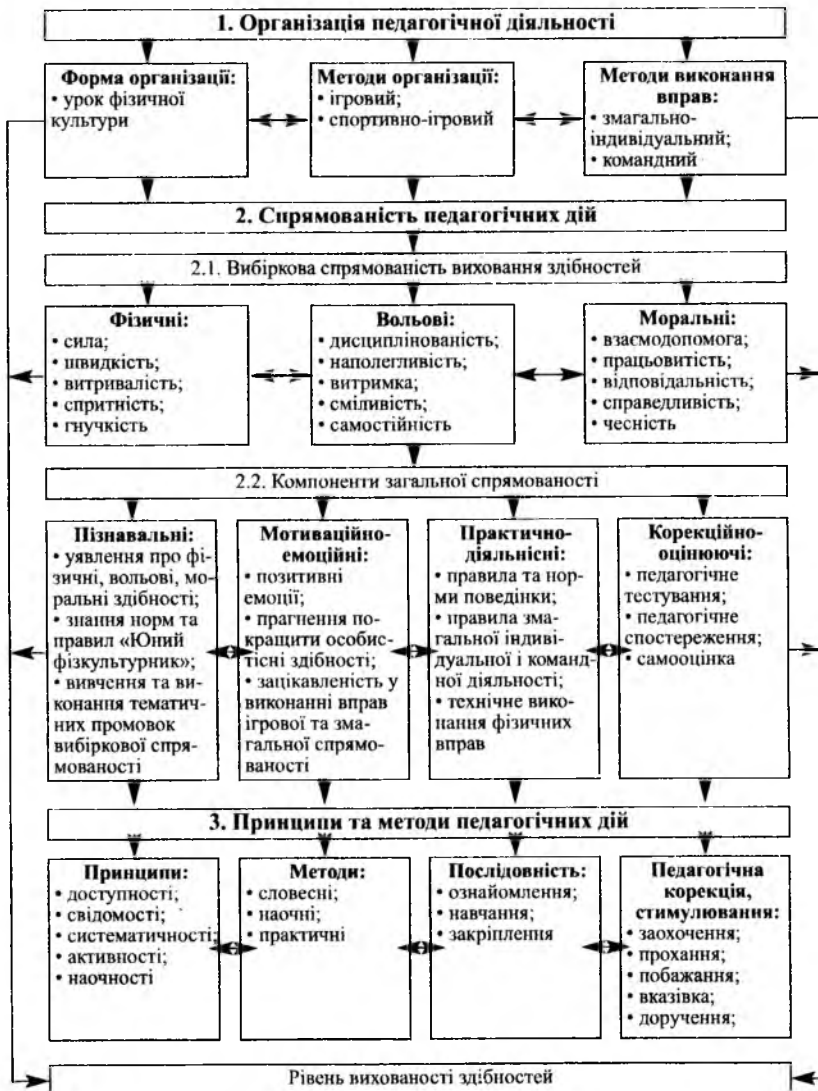 1. Організація педагогічної діяльності
Форма організації:
• урок фізичної
культури
Методи організації:
• ігровий;
• спортивно-ігровий
Методи виконання
вправ:
• змагально-
індивідуальний;
• командний
2. Спрямованість педагогічних дій
2.1. Вибіркова спрямованість виховання здібностей
Фізичні:
• сила;
• швидкість;
• витривалість;
• спритність;
• гнучкість
Вольові:
• дисциплінованість;
• наполегливість;
• витримка;
• сміливість;
• самостійність
Моральні:
• взаємодопомога;
• працьовитість;
• відповідальність;
• справедливість;
• чесність
2.2. Компоненти загальної спрямованості
Пізнавальні:
• уявлення про фі-
зичні, вольові, мо-
ральні здібності;
• знання норм та
правил «Юний
фізкультурник»;
• вивчення та ви-
конання тематич-
них промовок
вибіркової спря-
мованості
Мотиваційно-
емоційні:
• позитивні
емоції;
• прагнення по-
кращити особис-
тісні здібності;
• зацікавленість у
виконанні вправ
ігрової та зма-
гальної спрямо-
ваності
Практично-
діяльнісні:
• правила та нор-
ми поведінки;
• правила змаг-
альної індиві-
дуальної і команд-
ної діяльності;
• технічне вико-
нання фізичних
вправ
Корекційно-
оцінюючі:
• педагогічне
тестування;
• педагогічне
спостереження;
• самооцінка
3. Принципи та методи педагогічних дій
Принципи:
• доступності;
• свідомості;
• систематичності;
• активності;
• наочності
Методи:
• словесні;
• наочні;
• практичні
Послідовність:
• ознайомлення;
• навчання;
• закріплення
Педагогічна
корекція,
стимулювання:
• заохочення;
• прохання;
• побажання;
• вказівка;
• доручення;
Рівень вихованості здібностей